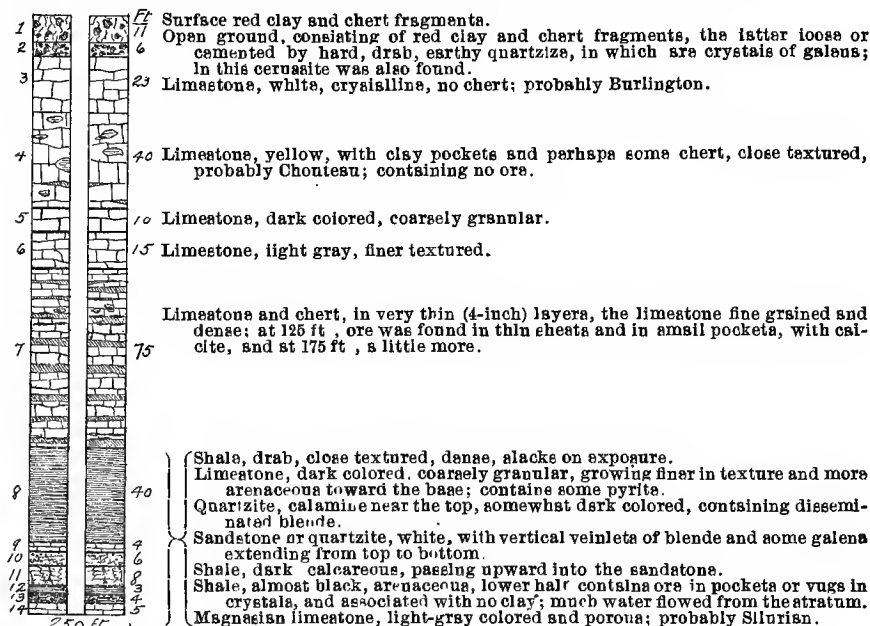 Ft
1 11 Surface red clay and chert fragments.
2 6 Open ground, consisting of red clay and chert fragments, the latter loose or
cemented by hard, drab, earthy quartzite, in which are crystals of galena;
in this cerussite was also found.
3 23 Limestone, white, crystalline, no chert; probably Burlington.
4 40 Limestone, yellow, with clay pockets and perhaps some chert, close textured,
probably Chouteau; containing no ore.
5 10 Limestone, dark colored, coarsely granular.
6 15 Limestone, light gray, finer textured.
Limestone and chert, in very thin (4-inch) layers, the limestone fine grained and
dense; at 125 ft , ore was found in thin sheets and in small pockets, with cal-
7 75 cite, and at 175 ft , a little more.
Shale, drab, close textured, dense, slacks on exposure.
Limestone, dark colored, coarsely granular, growing finer in texture and more
8 40 arenaceous toward the base; contains some pyrite.
Quartzite, calamine near the top, somewhat dark colored, containing dissemi-
nated blende.
9 4 Sandstone or quartzite, white, with vertical veinlets of blende and some galena
10 6 extending from top to bottom.
11 8 Shale, dark calcareous, passing upward into the sandstone.
12 3 Shale, almost black, arenaceous, lower half contains ore in pockets or vugs in
13 4 crystals, and associated with no clay; much water flowed from the stratum.
14 5 Magnesian limestone, light-gray colored and porous; probably Silurian.
250 ft.